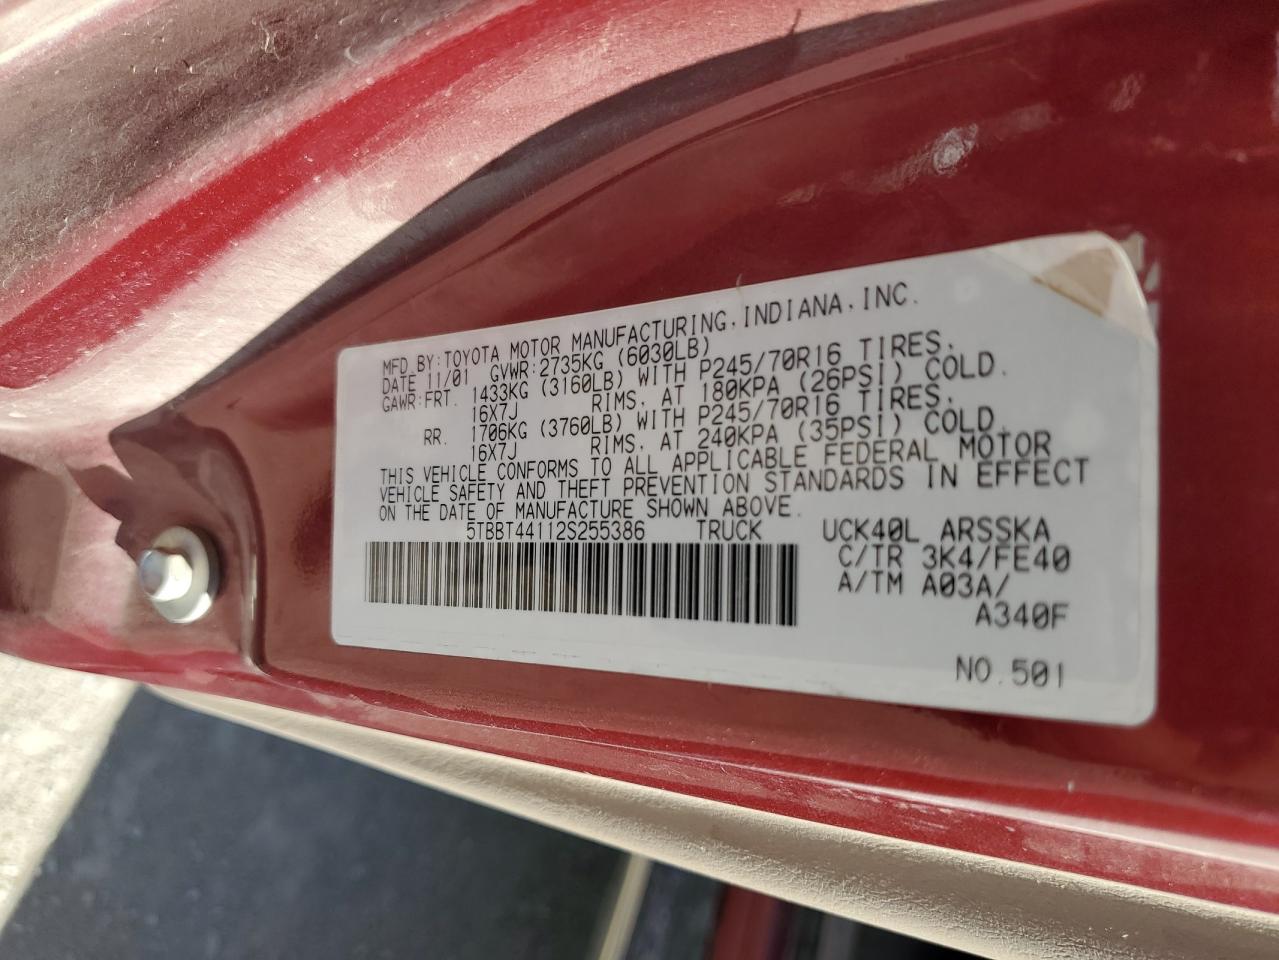 MFD. BY: TOYOTA MOTOR MANUFACTURING, INDIANA, INC.
DATE 11/01 GVWR: 2735KG (6030LB)
GAWR: FRT. 1433KG (3160LB) WITH P245/70R16 TIRES.
16X7J RIMS. AT 180KPA (26PSI) COLD.
RR. 1706KG (3760LB) WITH P245/70R16 TIRES.
16X7J RIMS. AT 240KPA (35PSI) COLD.
THIS VEHICLE CONFORMS TO ALL APPLICABLE FEDERAL MOTOR
VEHICLE SAFETY AND THEFT PREVENTION STANDARDS IN EFFECT
ON THE DATE OF MANUFACTURE SHOWN ABOVE.
5TBBT44112S255386 TRUCK UCK40L ARSSKA
C/TR 3K4/FE40
A/TM A03A/
A340F
NO.501